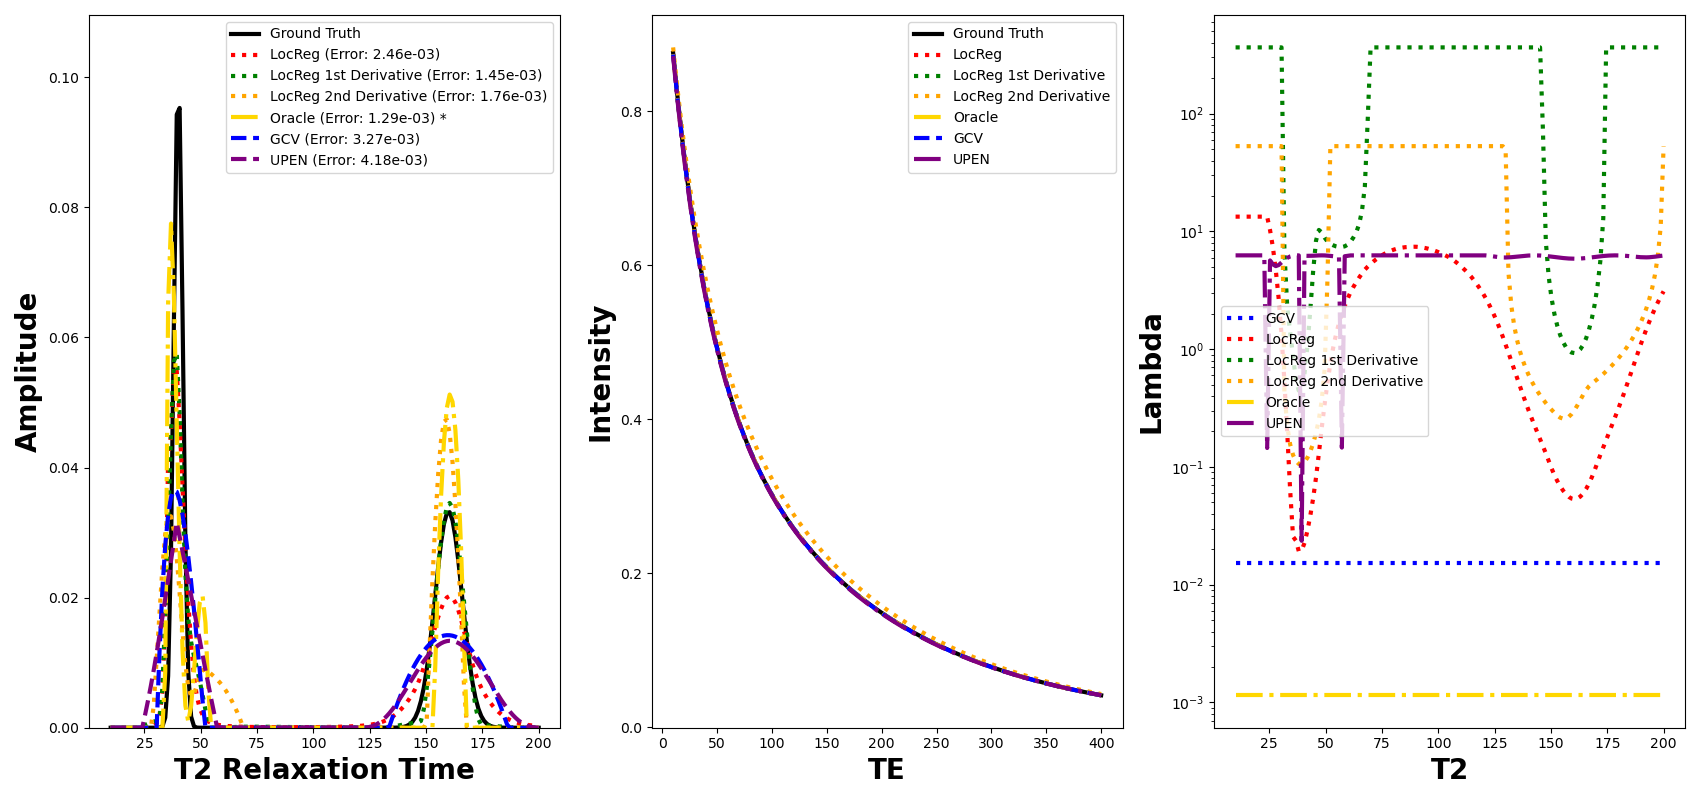 Amplitude
0.10
0.08
0.06
0.04
0.02
0.00
Ground Truth
LocReg (Error: 2.46e-03)
LocReg 1st Derivative (Error: 1.45e-03)
LocReg 2nd Derivative (Error: 1.76e-03)
Oracle (Error: 1.29e-03) *
GCV (Error: 3.27e-03)
UPEN (Error: 4.18e-03)
25 50 75 100 125 150 175 200
T2 Relaxation Time
Intensity
0.8
0.6
0.4
0.2
0.0
Ground Truth
LocReg
LocReg 1st Derivative
LocReg 2nd Derivative
Oracle
GCV
UPEN
0 50 100 150 200 250 300 350 400
TE
Lambda
10²
10¹
10⁰
10⁻¹
10⁻²
10⁻³
GCV
LocReg
LocReg 1st Derivative
LocReg 2nd Derivative
Oracle
UPEN
25 50 75 100 125 150 175 200
T2